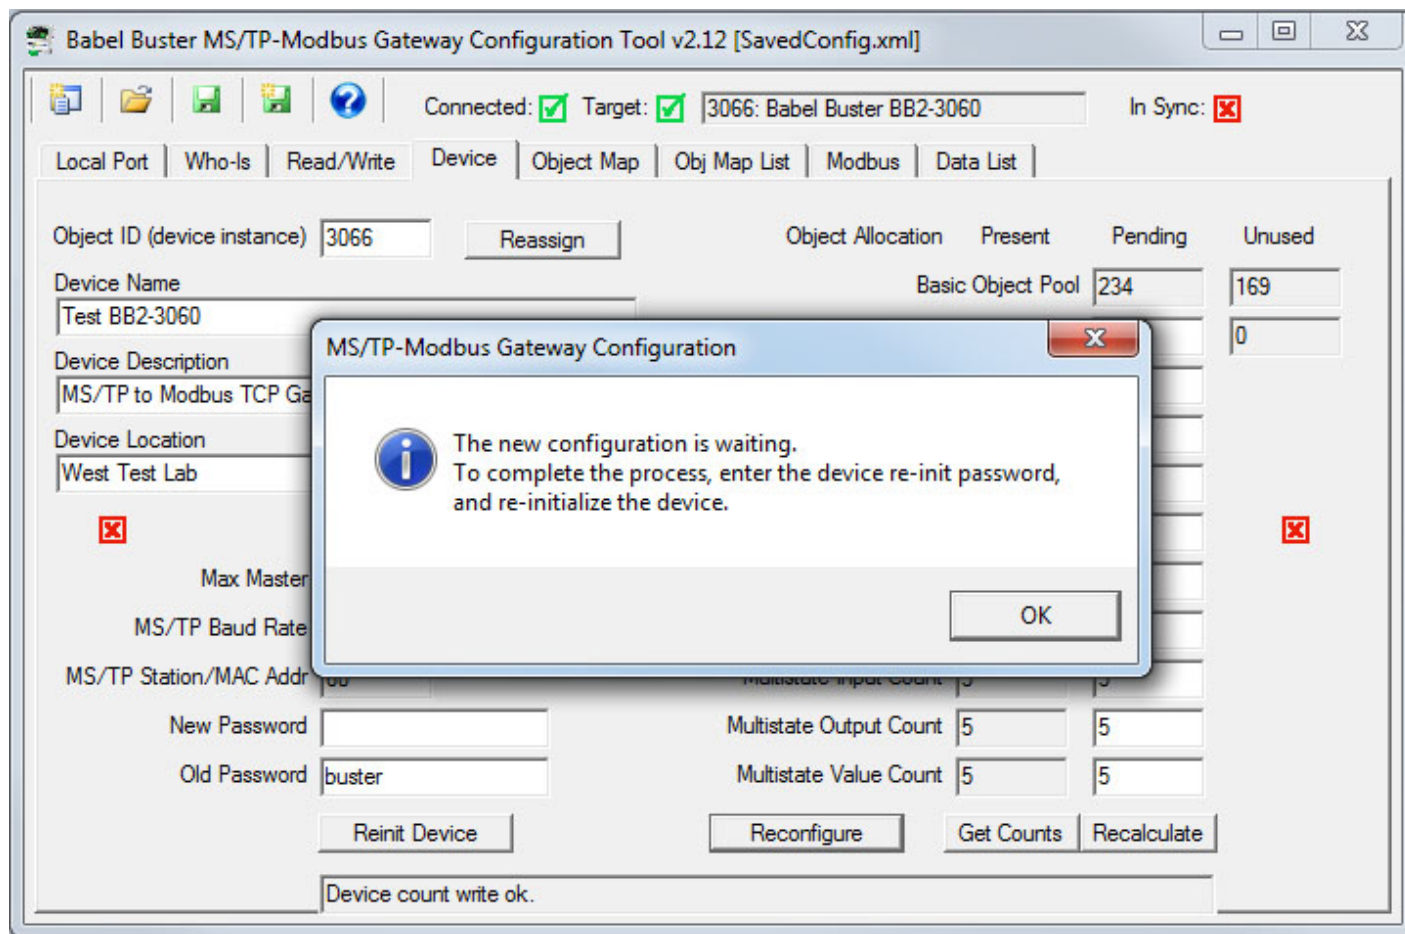 Babel Buster MS/TP-Modbus Gateway Configuration Tool v2.12 [SavedConfig.xml]
Connected: Target: 3066: Babel Buster BB2-3060 In Sync:
Local Port Who-Is Read/Write Device Object Map Obj Map List Modbus Data List
Object ID (device instance) 3066 Reassign Object Allocation Present Pending Unused
Device Name Basic Object Pool 234 169
Test BB2-3060
0
MS/TP-Modbus Gateway Configuration
Device Description
MS/TP to Modbus TCP Ga
Device Location
West Test Lab
The new configuration is waiting.
To complete the process, enter the device re-init password,
and re-initialize the device.
OK
Max Master
MS/TP Baud Rate
MS/TP Station/MAC Addr Multistate Input Count 5 5
New Password Multistate Output Count 5 5
Old Password buster Multistate Value Count 5 5
Reinit Device Reconfigure Get Counts Recalculate
Device count write ok.